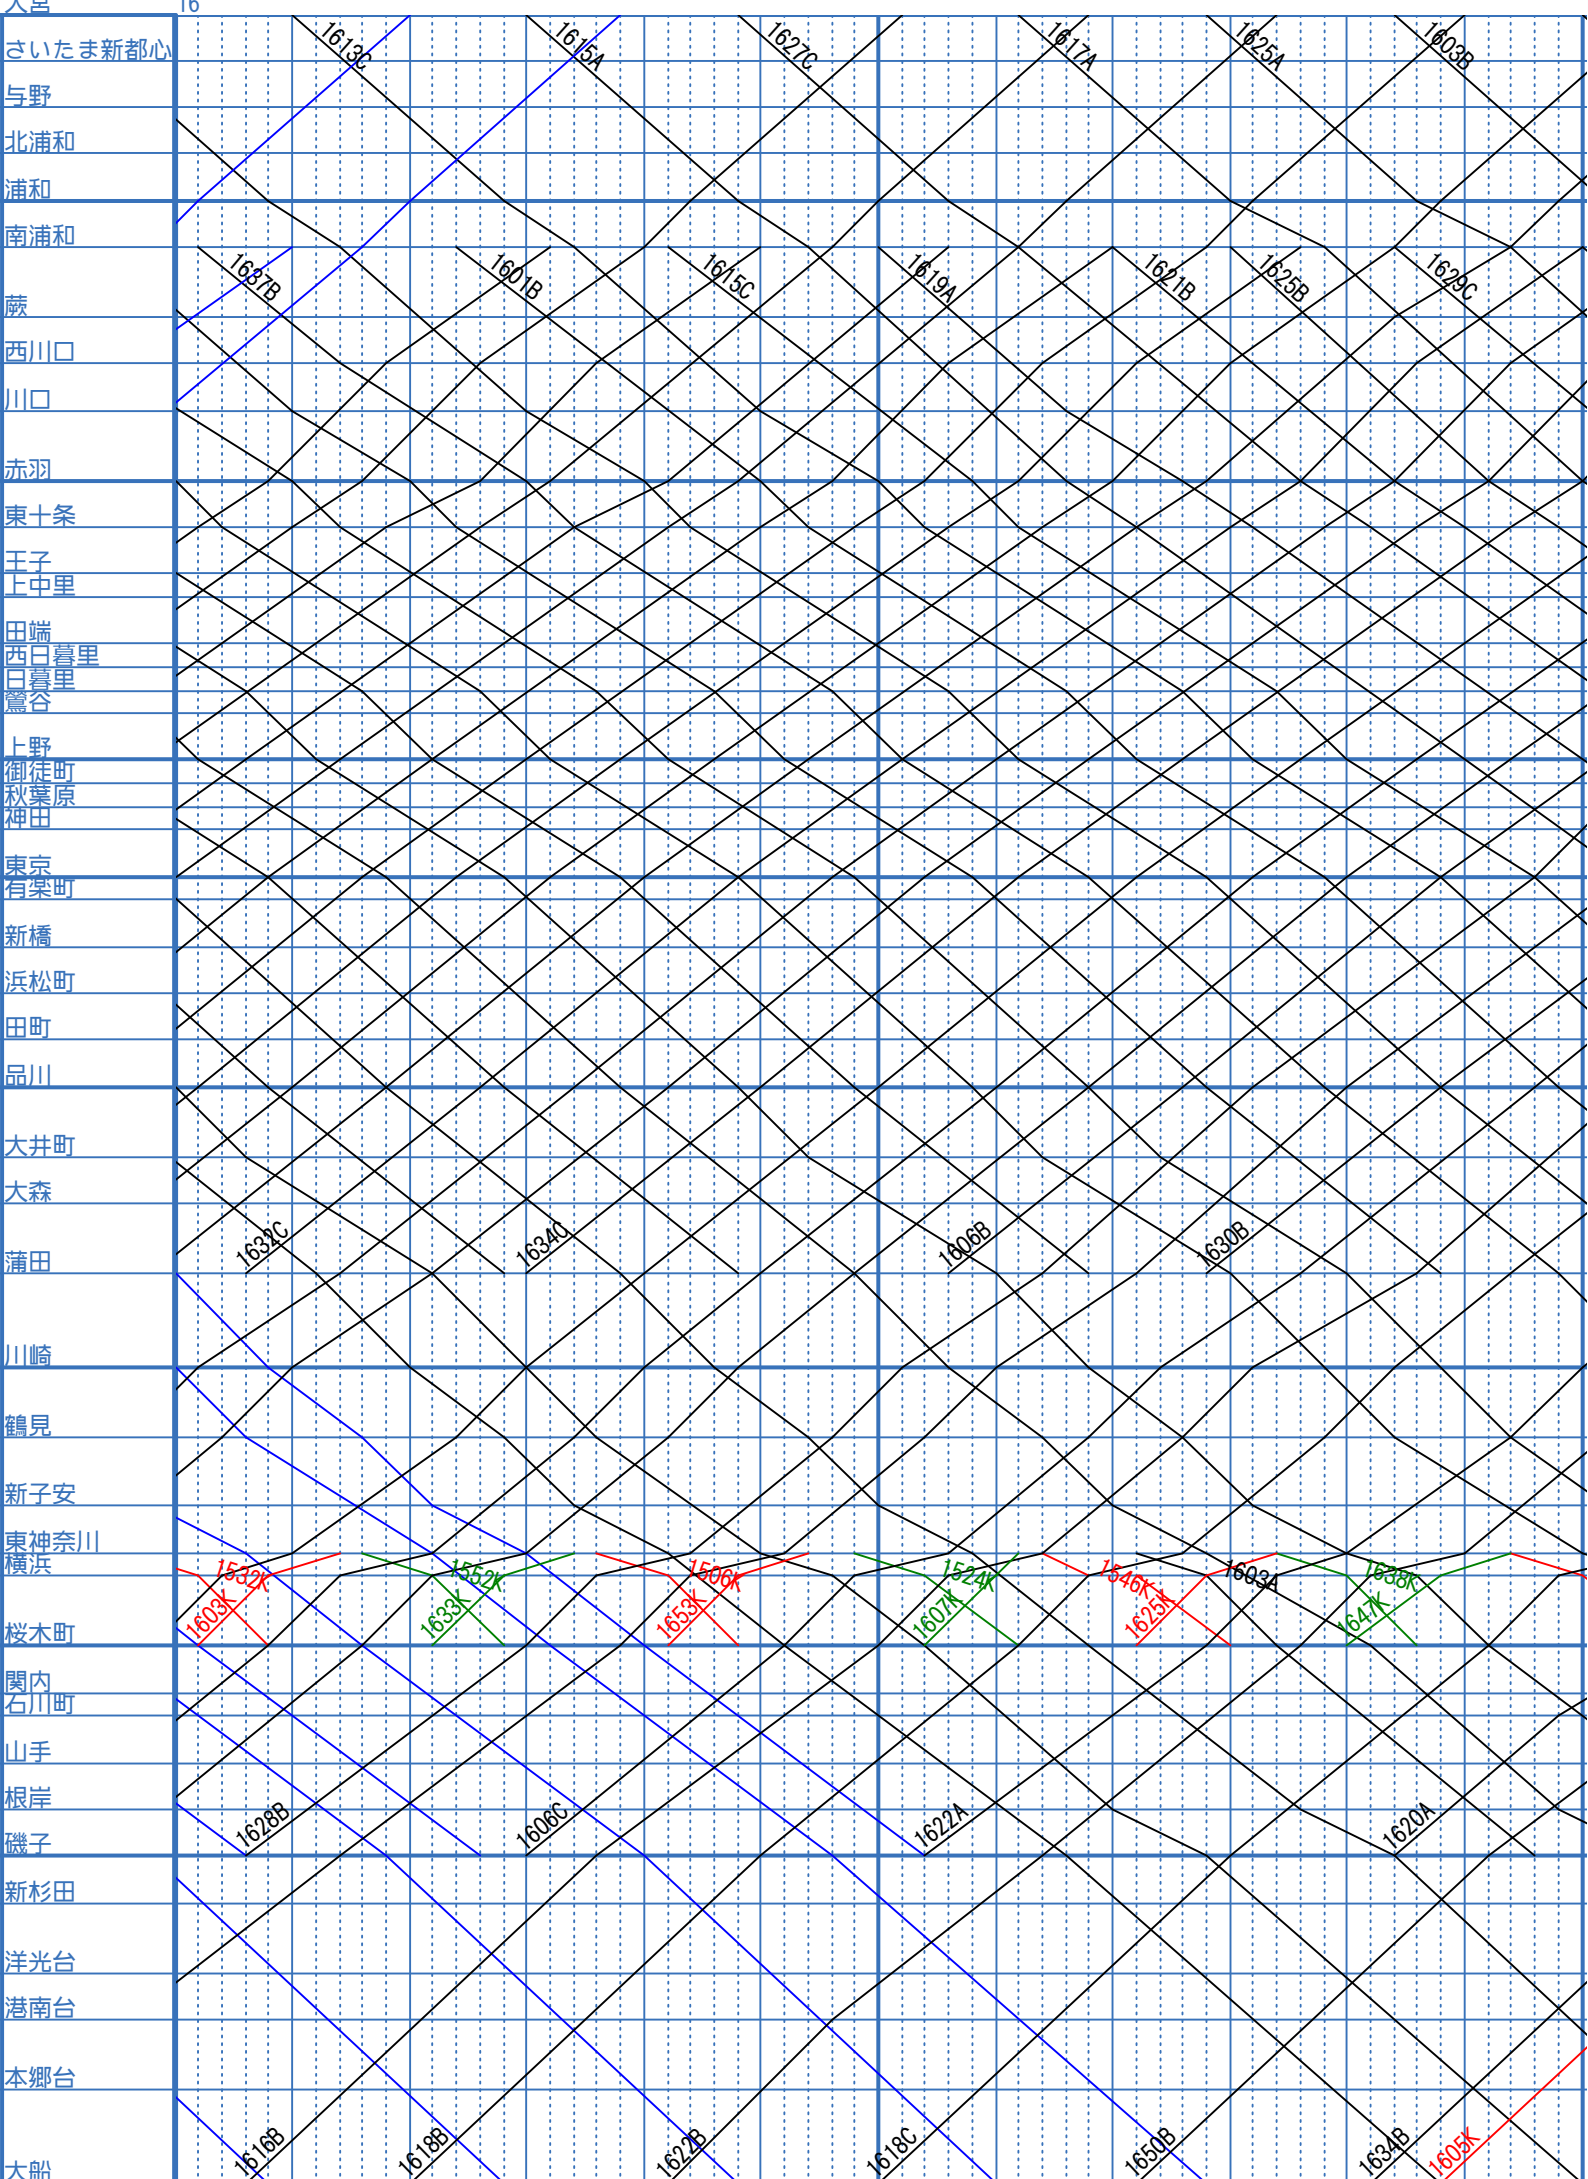 大宮 16
さいたま新都心 1613C 1615A 1627C 1617A 1625A 1603B
与野
北浦和
浦和
南浦和
1637B 1601B 1615C 1619A 1621B 1625B 1629C
蕨
西川口
川口
赤羽
東十条
王子
上中里
田端
西日暮里
日暮里
鶯谷
上野
御徒町
秋葉原
神田
東京
有楽町
新橋
浜松町
田町
品川
大井町
大森
蒲田 1632C 1634C 1606B 1630B
川崎
鶴見
新子安
東神奈川
横浜 1532K 1552K 1506K 1524K 1546K 1603A 1638K
桜木町 1603K 1633K 1653K 1607K 1625K 1647K
関内
石川町
山手
根岸
磯子 1628B 1606C 1622A 1620A
新杉田
洋光台
港南台
本郷台
大船 1616B 1618B 1622B 1618C 1650B 1634B 1605K